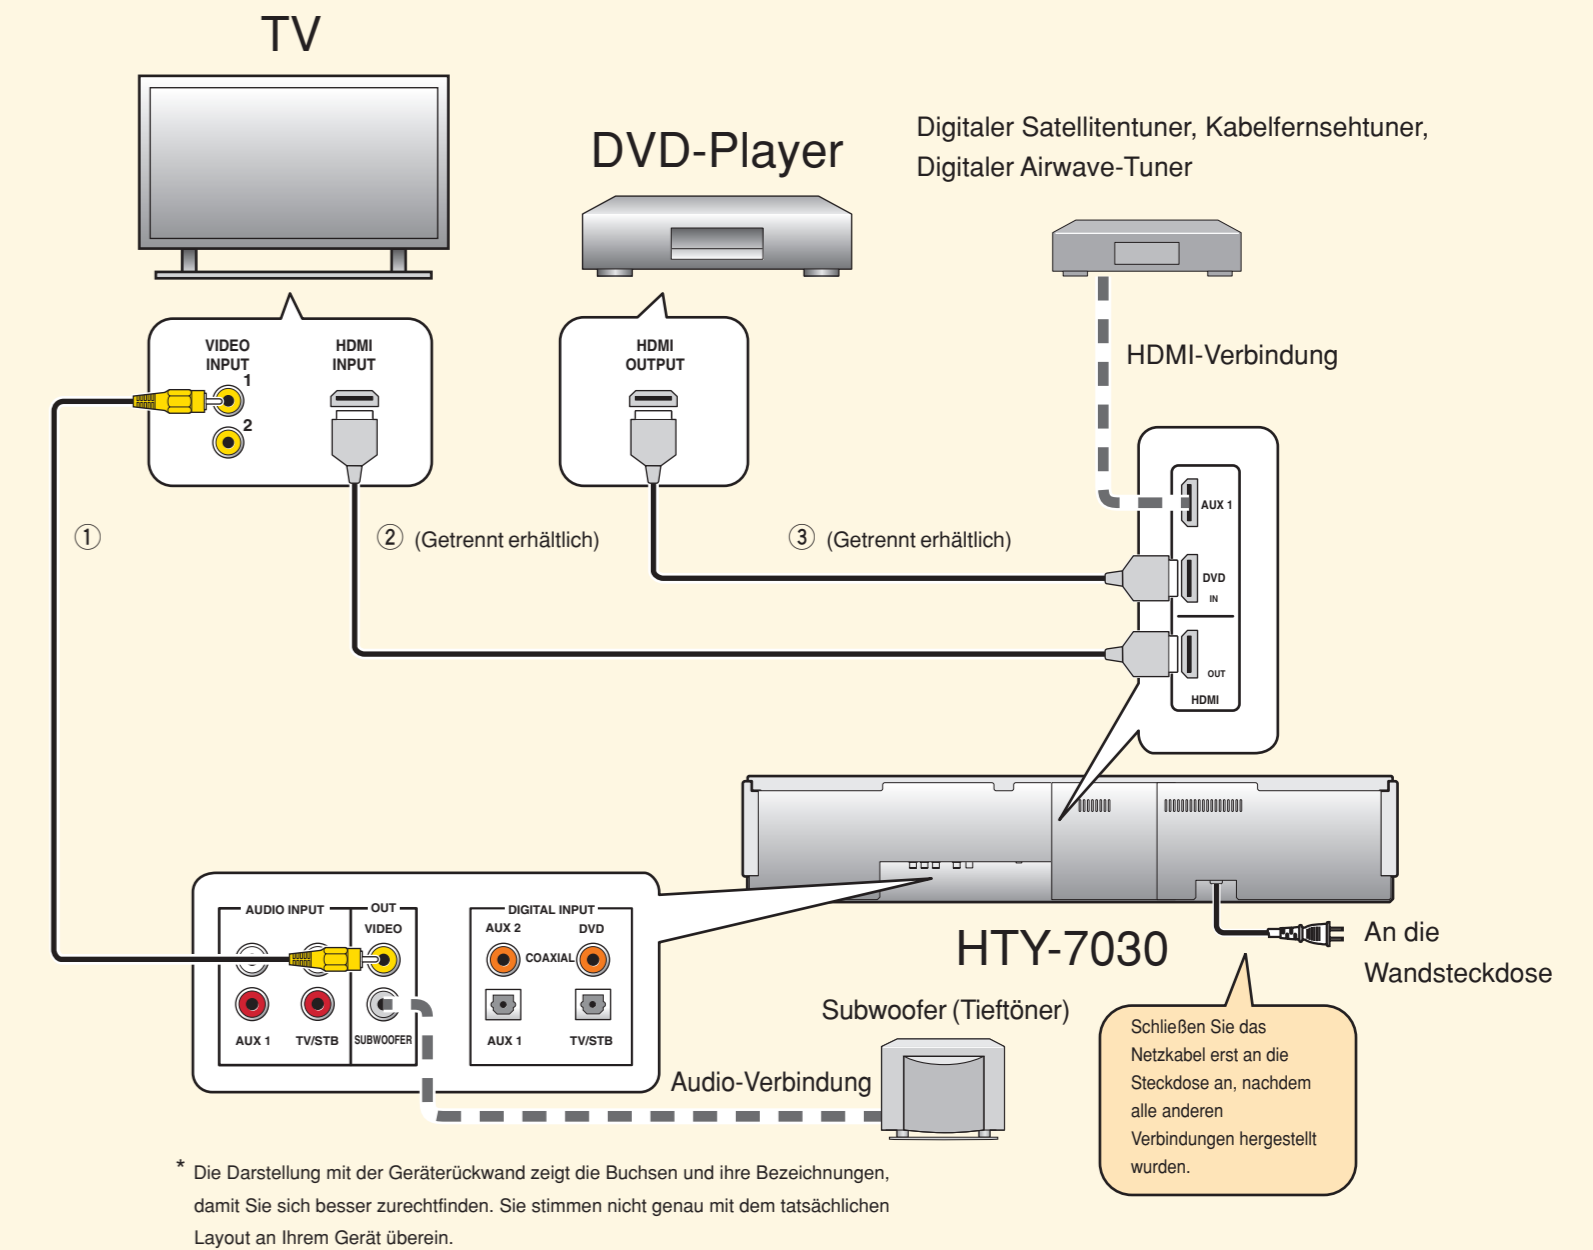 TV
DVD-Player
Digitaler Satellitentuner, Kabelfernsehtuner,
Digitaler Airwave-Tuner
VIDEO
INPUT
1
2
HDMI
INPUT
HDMI
OUTPUT
HDMI-Verbindung
AUX 1
DVD
IN
OUT
HDMI
①
② (Getrennt erhältlich)
③ (Getrennt erhältlich)
AUDIO INPUT
OUT
VIDEO
AUX 1
TV/STB
SUBWOOFER
DIGITAL INPUT
AUX 2
DVD
COAXIAL
AUX 1
TV/STB
HTY-7030
An die
Wandsteckdose
Subwoofer (Tieftöner)
Audio-Verbindung
Schließen Sie das
Netzkabel erst an die
Steckdose an, nachdem
alle anderen
Verbindungen hergestellt
wurden.
* Die Darstellung mit der Geräterückwand zeigt die Buchsen und ihre Bezeichnungen,
damit Sie sich besser zurechtfinden. Sie stimmen nicht genau mit dem tatsächlichen
Layout an Ihrem Gerät überein.